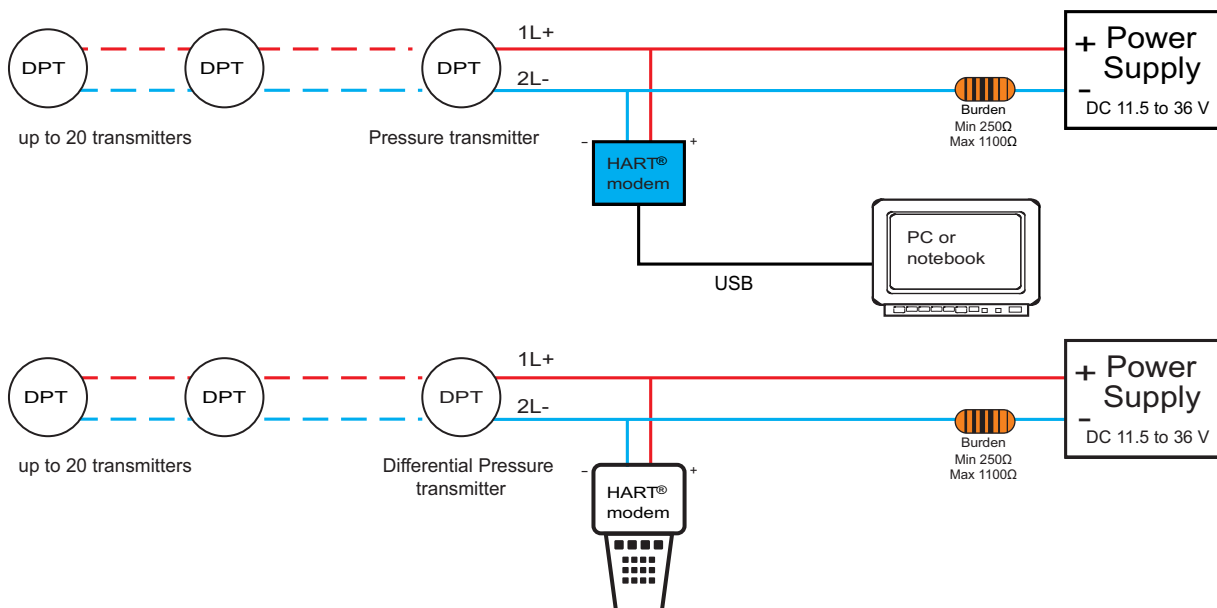 1L+
DPT
DPT
DPT
2L-
up to 20 transmitters
Pressure transmitter
+ Power
Supply
-
DC 11.5 to 36 V
Burden
Min 250Ω
Max 1100Ω
- +
HART®
modem
PC or
notebook
USB
1L+
DPT
DPT
DPT
2L-
up to 20 transmitters
Differential Pressure
transmitter
+ Power
Supply
-
DC 11.5 to 36 V
Burden
Min 250Ω
Max 1100Ω
- +
HART®
modem